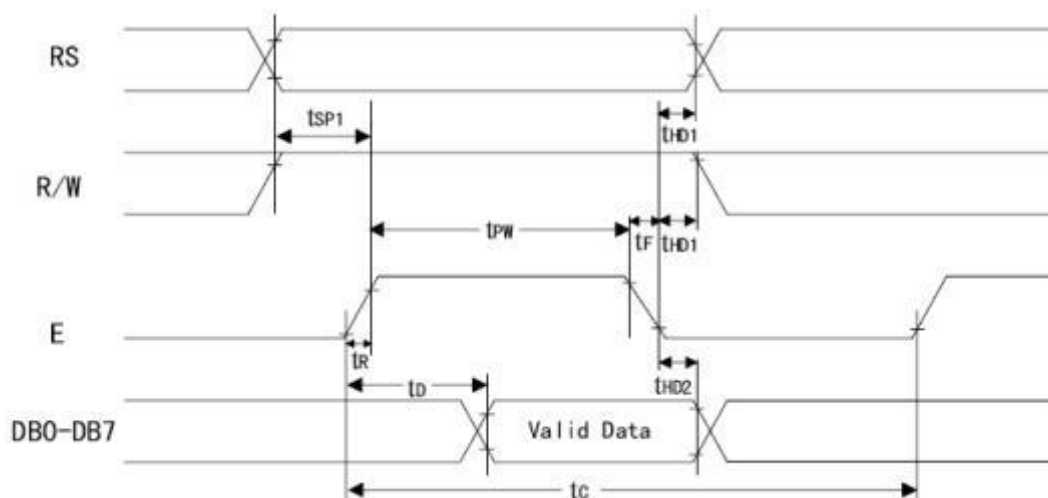 RS
tSP1
tHD1
R/W
tPW
tF
tHD1
E
tR
tD
tHD2
DB0-DB7
Valid Data
tC